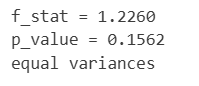 f_stat = 1.2260
p_value = 0.1562
equal variances